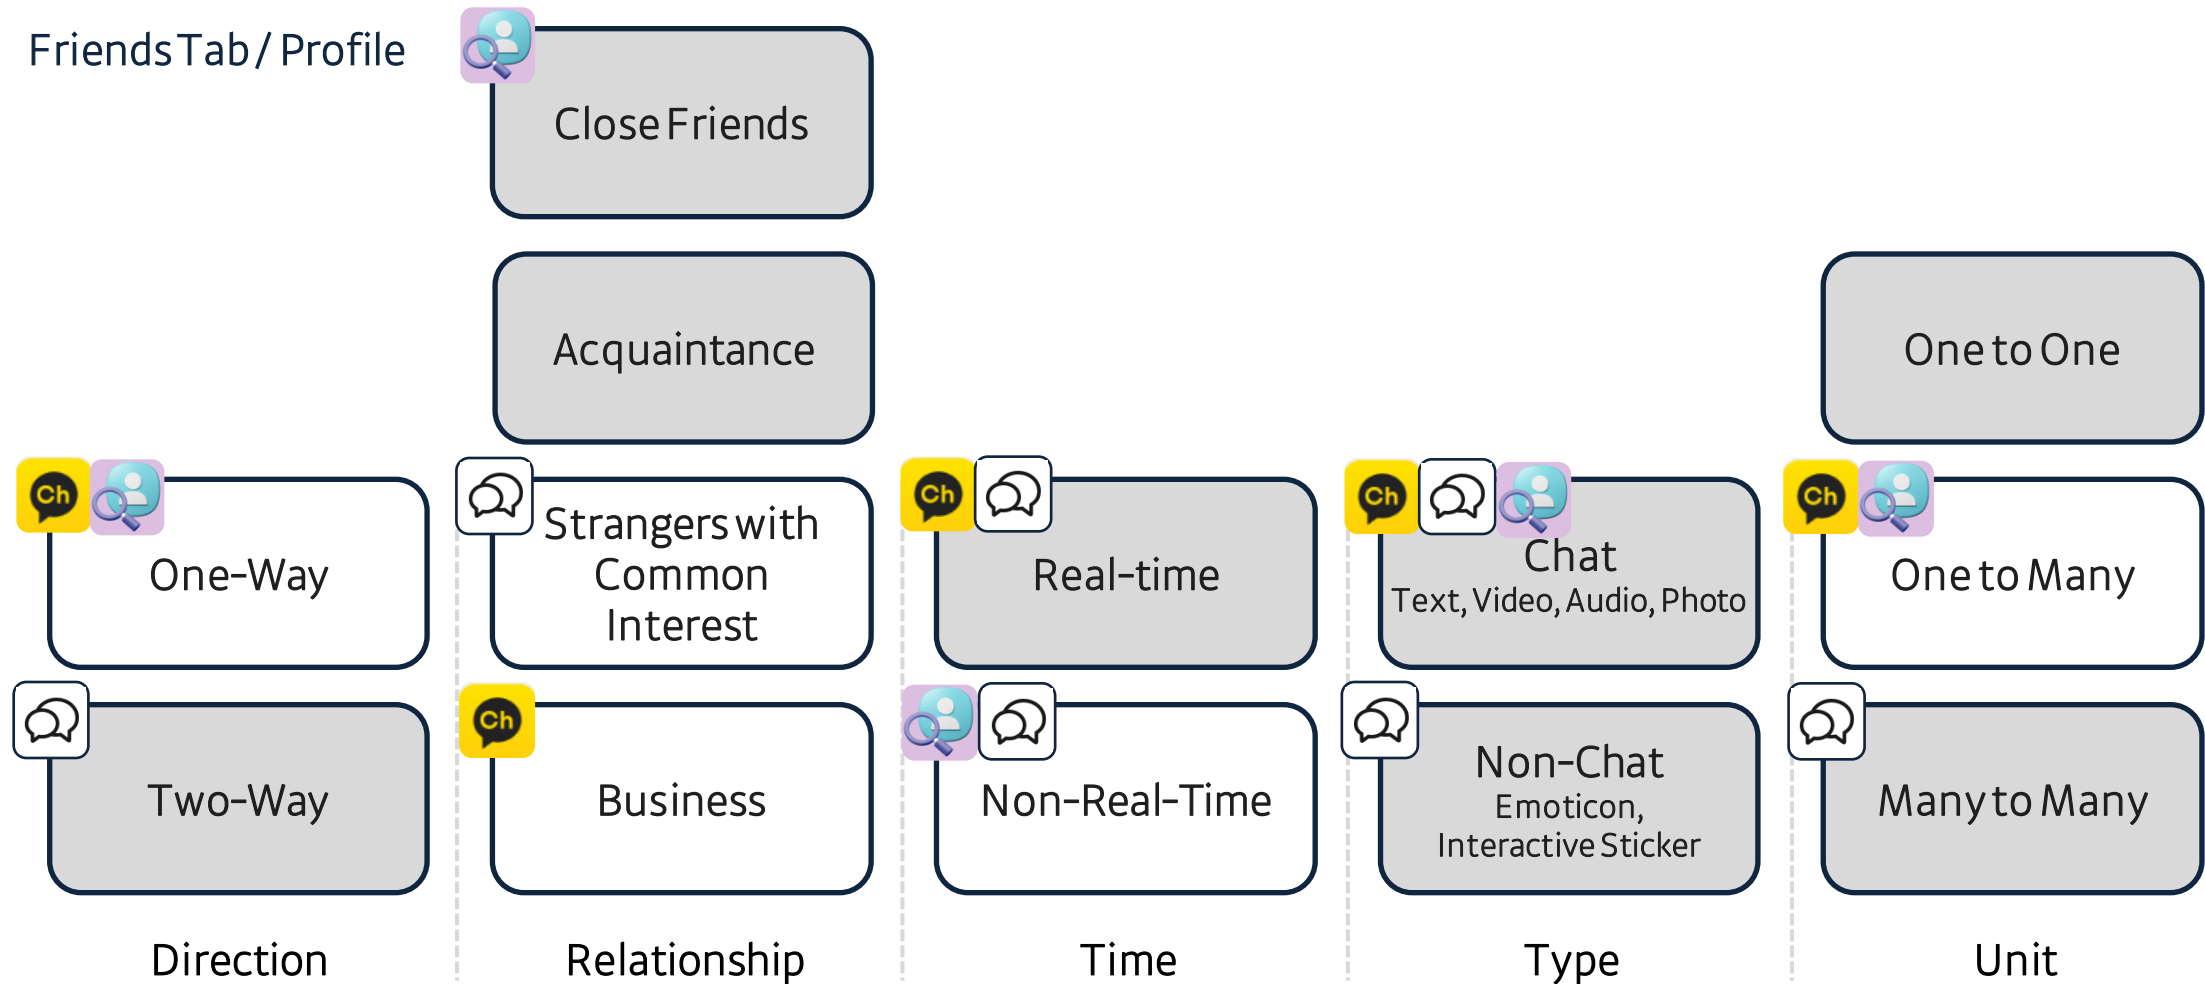 Friends Tab / Profile
Close Friends
Acquaintance
One to One
Ch
One-Way
Strangers with
Common
Interest
Ch
Real-time
Ch
Chat
Text, Video, Audio, Photo
Ch
One to Many
Two-Way
Ch
Business
Non-Real-Time
Non-Chat
Emoticon,
Interactive Sticker
Many to Many
Direction
Relationship
Time
Type
Unit